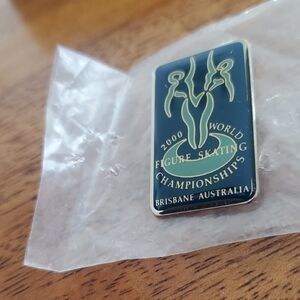 2000 WORLD
FIGURE SKATING
CHAMPIONSHIPS
BRISBANE AUSTRALIA